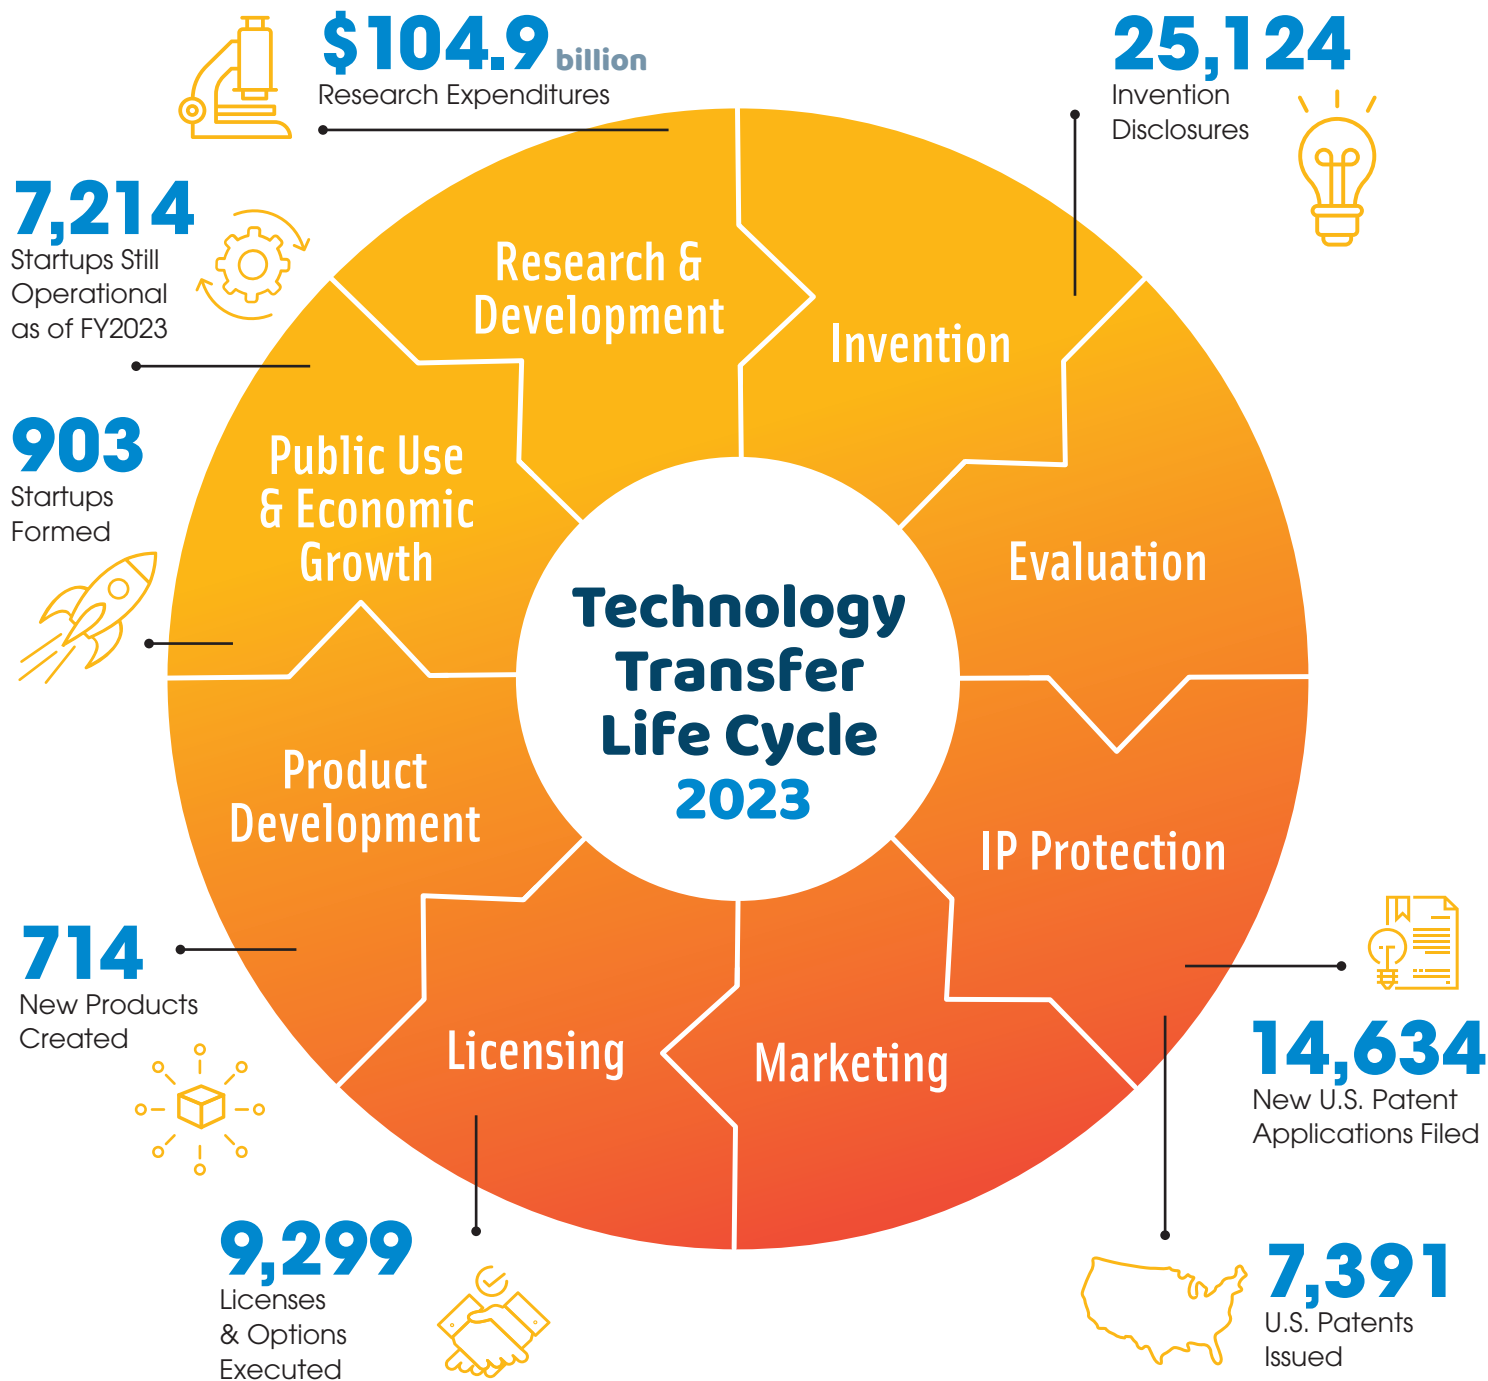 $104.9 billion
Research Expenditures
25,124
Invention
Disclosures
7,214
Startups Still
Operational
as of FY2023
903
Startups
Formed
Research &
Development
Invention
Public Use
& Economic
Growth
Evaluation
Technology
Transfer
Life Cycle
2023
Product
Development
IP Protection
Licensing
Marketing
714
New Products
Created
14,634
New U.S. Patent
Applications Filed
9,299
Licenses
& Options
Executed
7,391
U.S. Patents
Issued